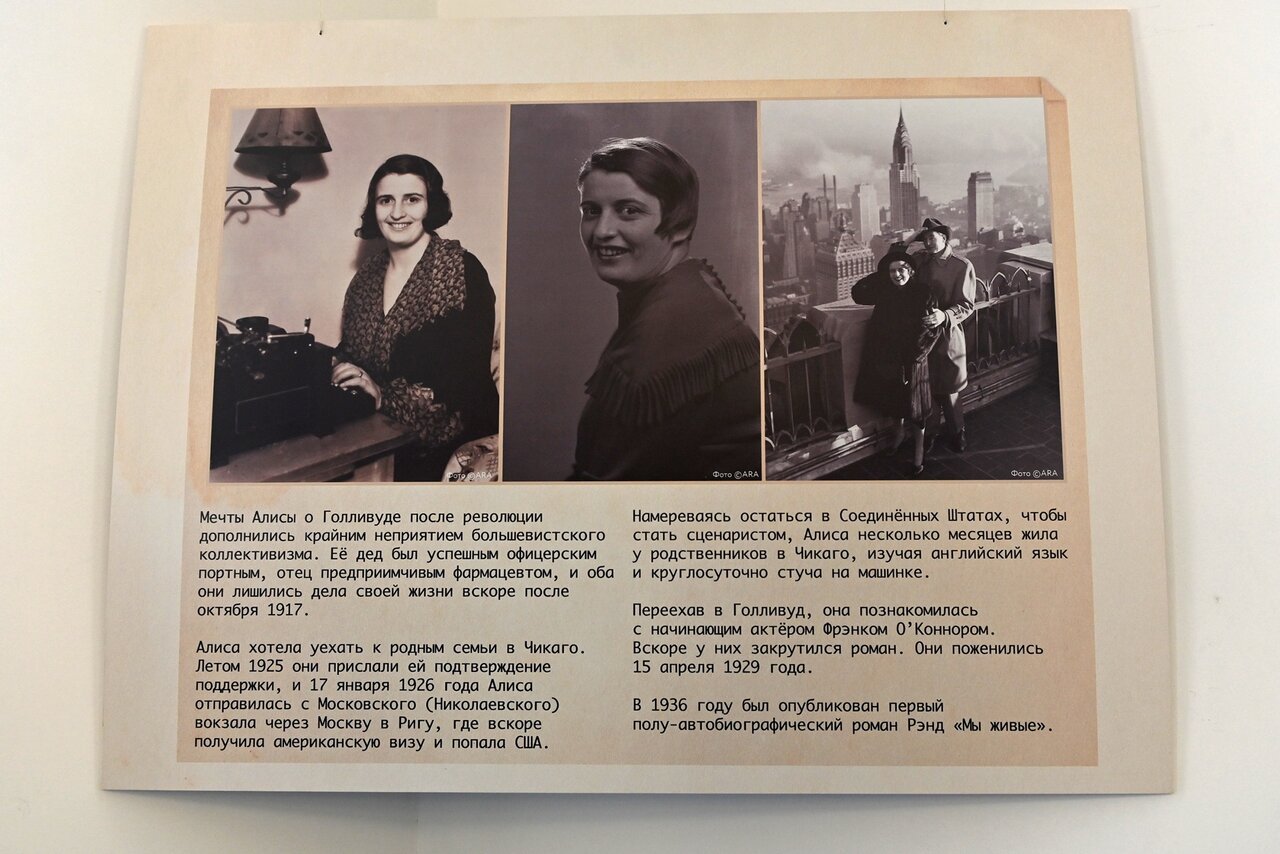 Фото ©ARA
Фото ©ARA
Фото ©ARA
Мечты Алисы о Голливуде после революции
дополнились крайним неприятием большевистского
коллективизма. Её дед был успешным офицерским
портным, отец предприимчивым фармацевтом, и оба
они лишились дела своей жизни вскоре после
октября 1917.
Алиса хотела уехать к родным семьи в Чикаго.
Летом 1925 они прислали ей подтверждение
поддержки, и 17 января 1926 года Алиса
отправилась с Московского (Николаевского)
вокзала через Москву в Ригу, где вскоре
получила американскую визу и попала США.
Намереваясь остаться в Соединённых Штатах, чтобы
стать сценаристом, Алиса несколько месяцев жила
у родственников в Чикаго, изучая английский язык
и круглосуточно стуча на машинке.
Переехав в Голливуд, она познакомилась
с начинающим актёром Фрэнком О’Коннором.
Вскоре у них закрутился роман. Они поженились
15 апреля 1929 года.
В 1936 году был опубликован первый
полу-автобиографический роман Рэнд «Мы живые».